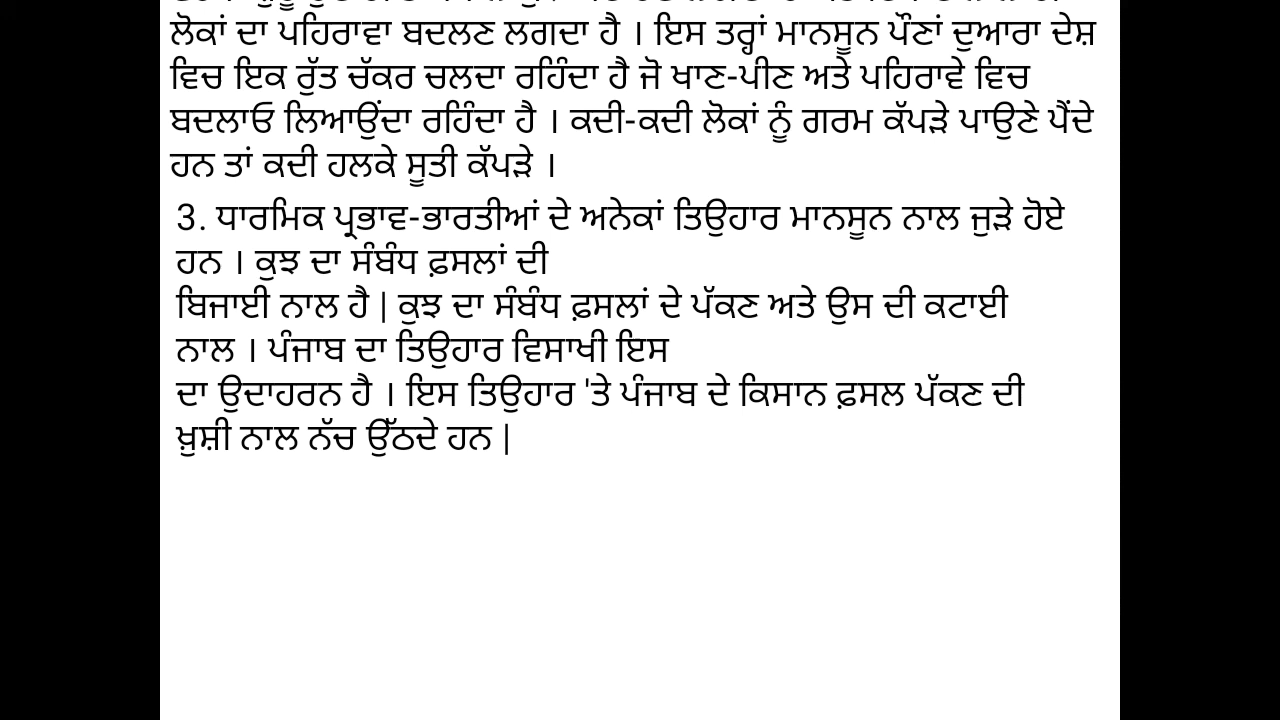 ਲੋਕਾਂ ਦਾ ਪਹਿਰਾਵਾ ਬਦਲਣ ਲਗਦਾ ਹੈ । ਇਸ ਤਰ੍ਹਾਂ ਮਾਨਸੂਨ ਪੌਣਾਂ ਦੁਆਰਾ ਦੇਸ਼
ਵਿਚ ਇਕ ਰੁੱਤ ਚੱਕਰ ਚਲਦਾ ਰਹਿੰਦਾ ਹੈ ਜੋ ਖਾਣ-ਪੀਣ ਅਤੇ ਪਹਿਰਾਵੇ ਵਿਚ
ਬਦਲਾਓ ਲਿਆਉਂਦਾ ਰਹਿੰਦਾ ਹੈ । ਕਦੀ-ਕਦੀ ਲੋਕਾਂ ਨੂੰ ਗਰਮ ਕੱਪੜੇ ਪਾਉਣੇ ਪੈਂਦੇ
ਹਨ ਤਾਂ ਕਦੀ ਹਲਕੇ ਸੂਤੀ ਕੱਪੜੇ ।
3. ਧਾਰਮਿਕ ਪ੍ਰਭਾਵ-ਭਾਰਤੀਆਂ ਦੇ ਅਨੇਕਾਂ ਤਿਉਹਾਰ ਮਾਨਸੂਨ ਨਾਲ ਜੁੜੇ ਹੋਏ
ਹਨ । ਕੁਝ ਦਾ ਸੰਬੰਧ ਫ਼ਸਲਾਂ ਦੀ
ਬਿਜਾਈ ਨਾਲ ਹੈ | ਕੁਝ ਦਾ ਸੰਬੰਧ ਫ਼ਸਲਾਂ ਦੇ ਪੱਕਣ ਅਤੇ ਉਸ ਦੀ ਕਟਾਈ
ਨਾਲ । ਪੰਜਾਬ ਦਾ ਤਿਉਹਾਰ ਵਿਸਾਖੀ ਇਸ
ਦਾ ਉਦਾਹਰਨ ਹੈ । ਇਸ ਤਿਉਹਾਰ 'ਤੇ ਪੰਜਾਬ ਦੇ ਕਿਸਾਨ ਫ਼ਸਲ ਪੱਕਣ ਦੀ
ਖ਼ੁਸ਼ੀ ਨਾਲ ਨੱਚ ਉੱਠਦੇ ਹਨ |